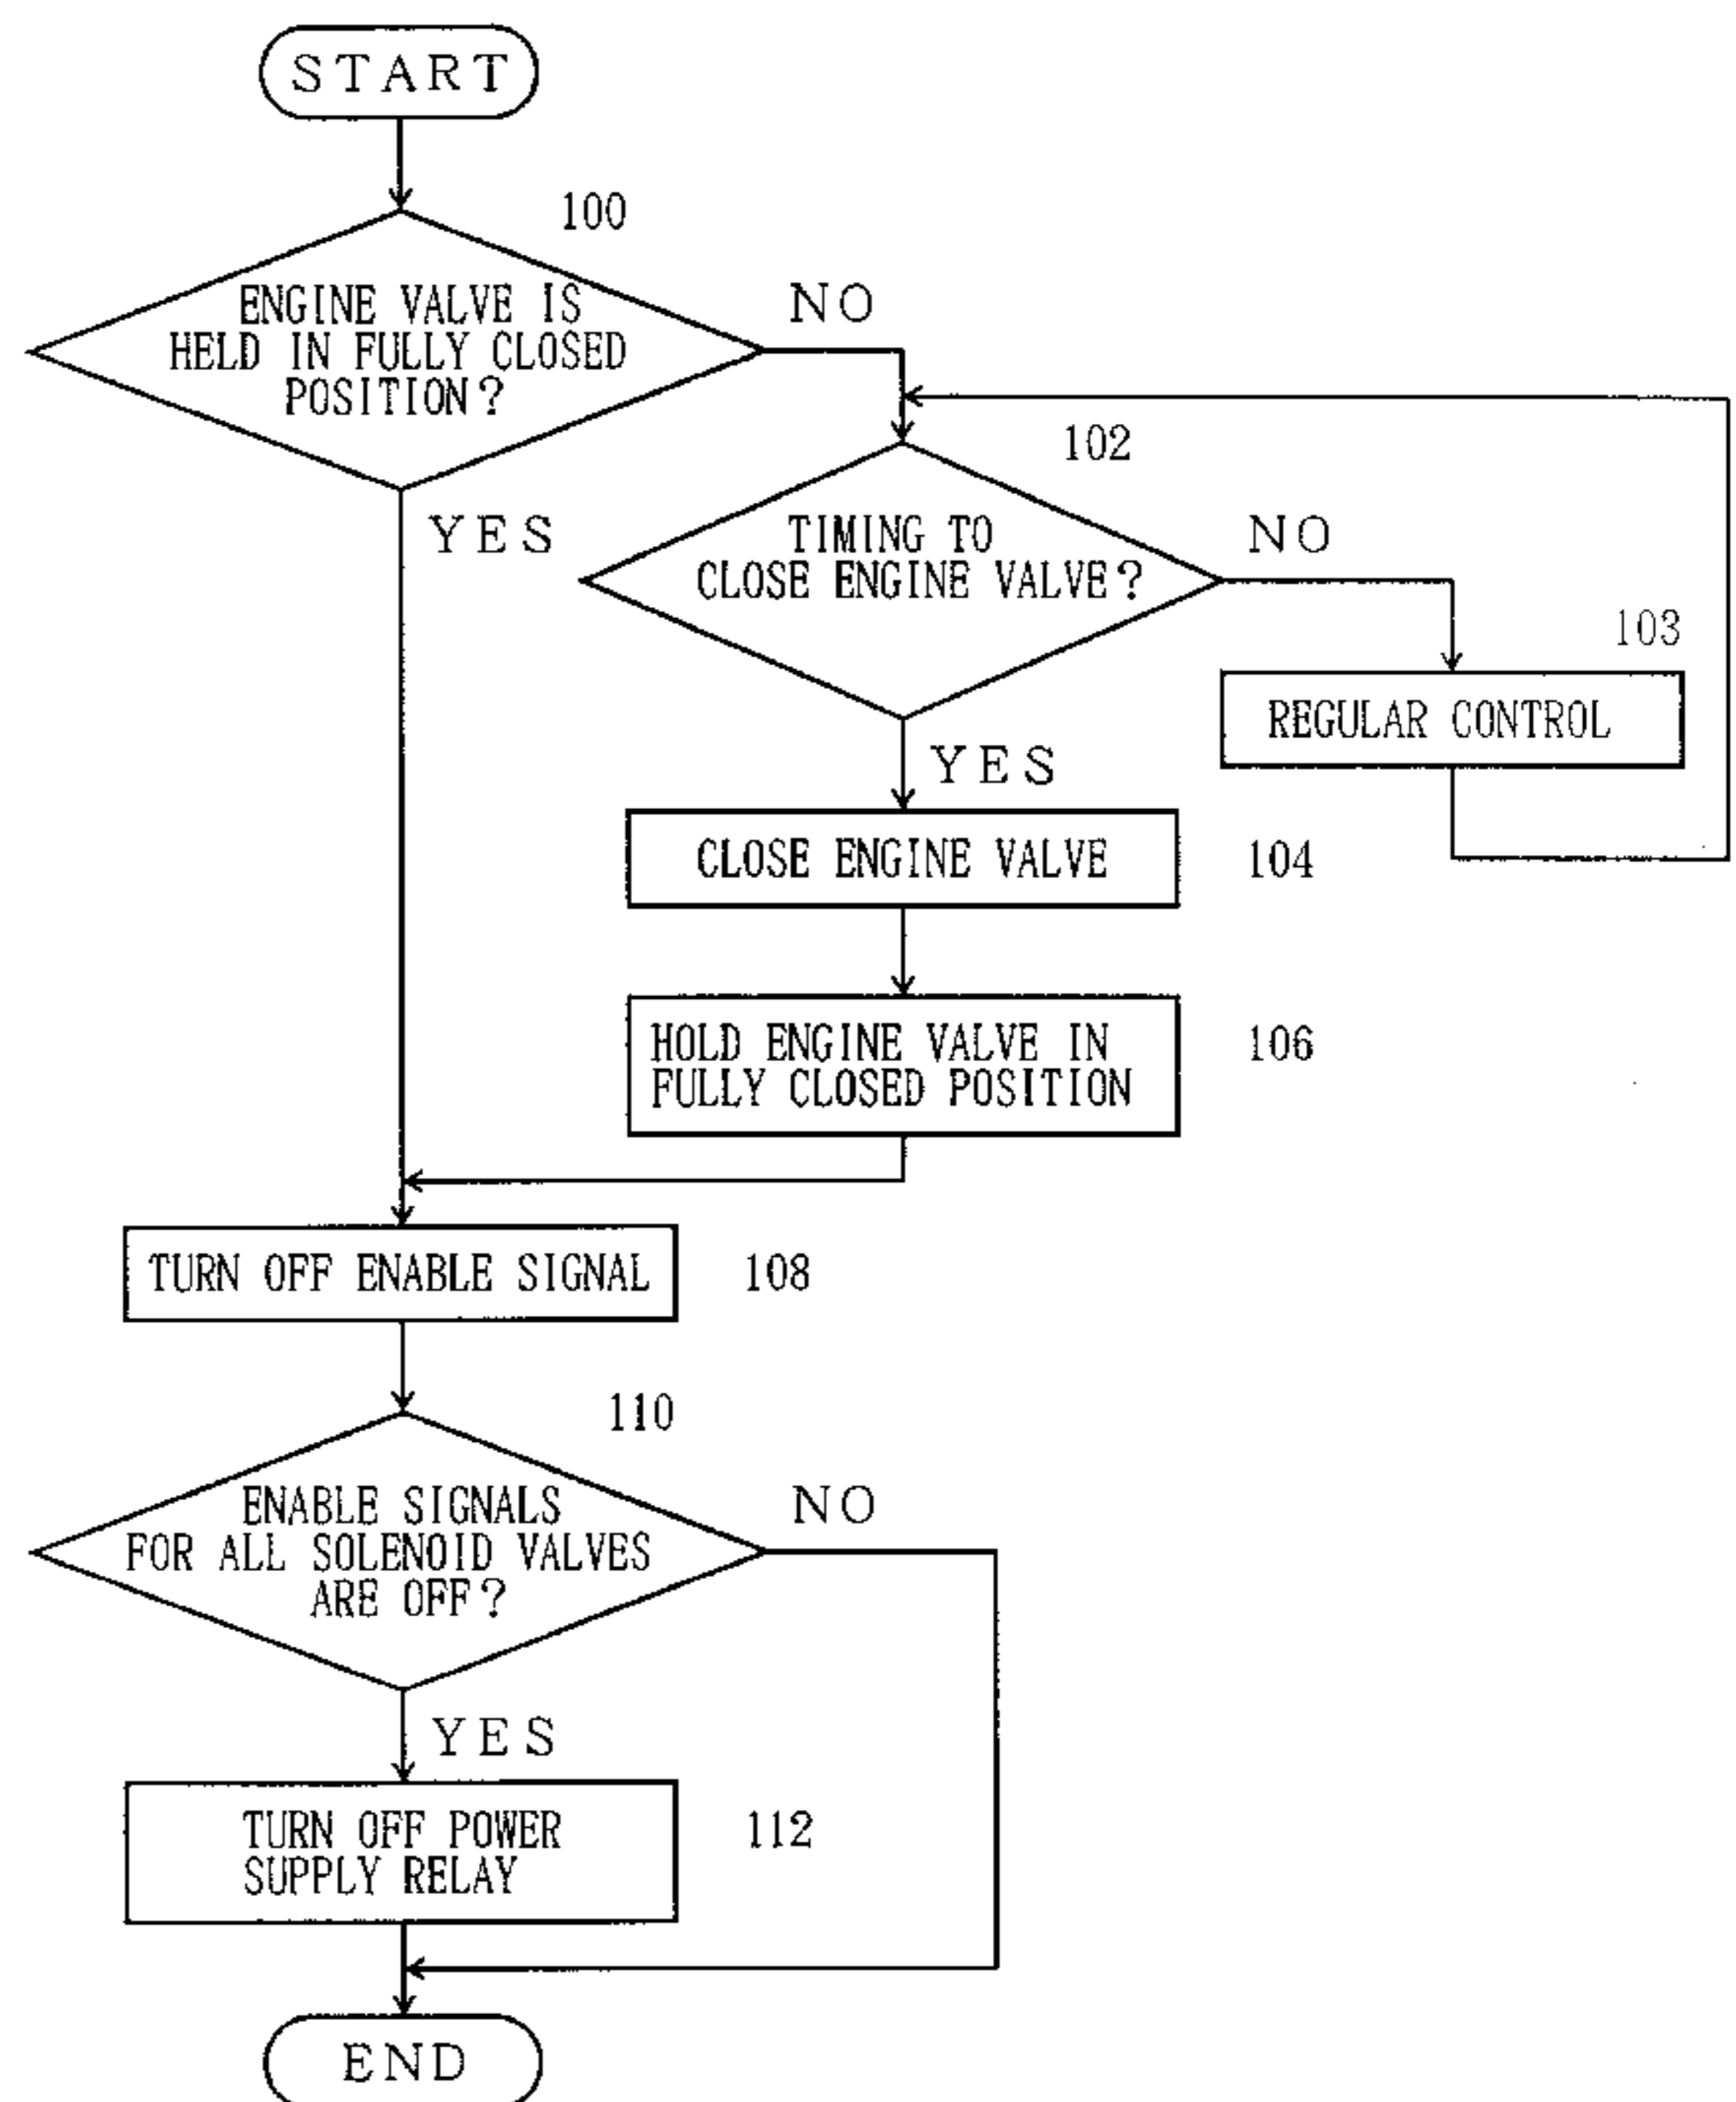 START
100
ENGINE VALVE IS
HELD IN FULLY CLOSED
POSITION?
NO
YES
102
TIMING TO
CLOSE ENGINE VALVE?
NO
YES
103
REGULAR CONTROL
CLOSE ENGINE VALVE
104
HOLD ENGINE VALVE IN
FULLY CLOSED POSITION
106
TURN OFF ENABLE SIGNAL
108
110
ENABLE SIGNALS
FOR ALL SOLENOID VALVES
ARE OFF?
NO
YES
TURN OFF POWER
SUPPLY RELAY
112
END